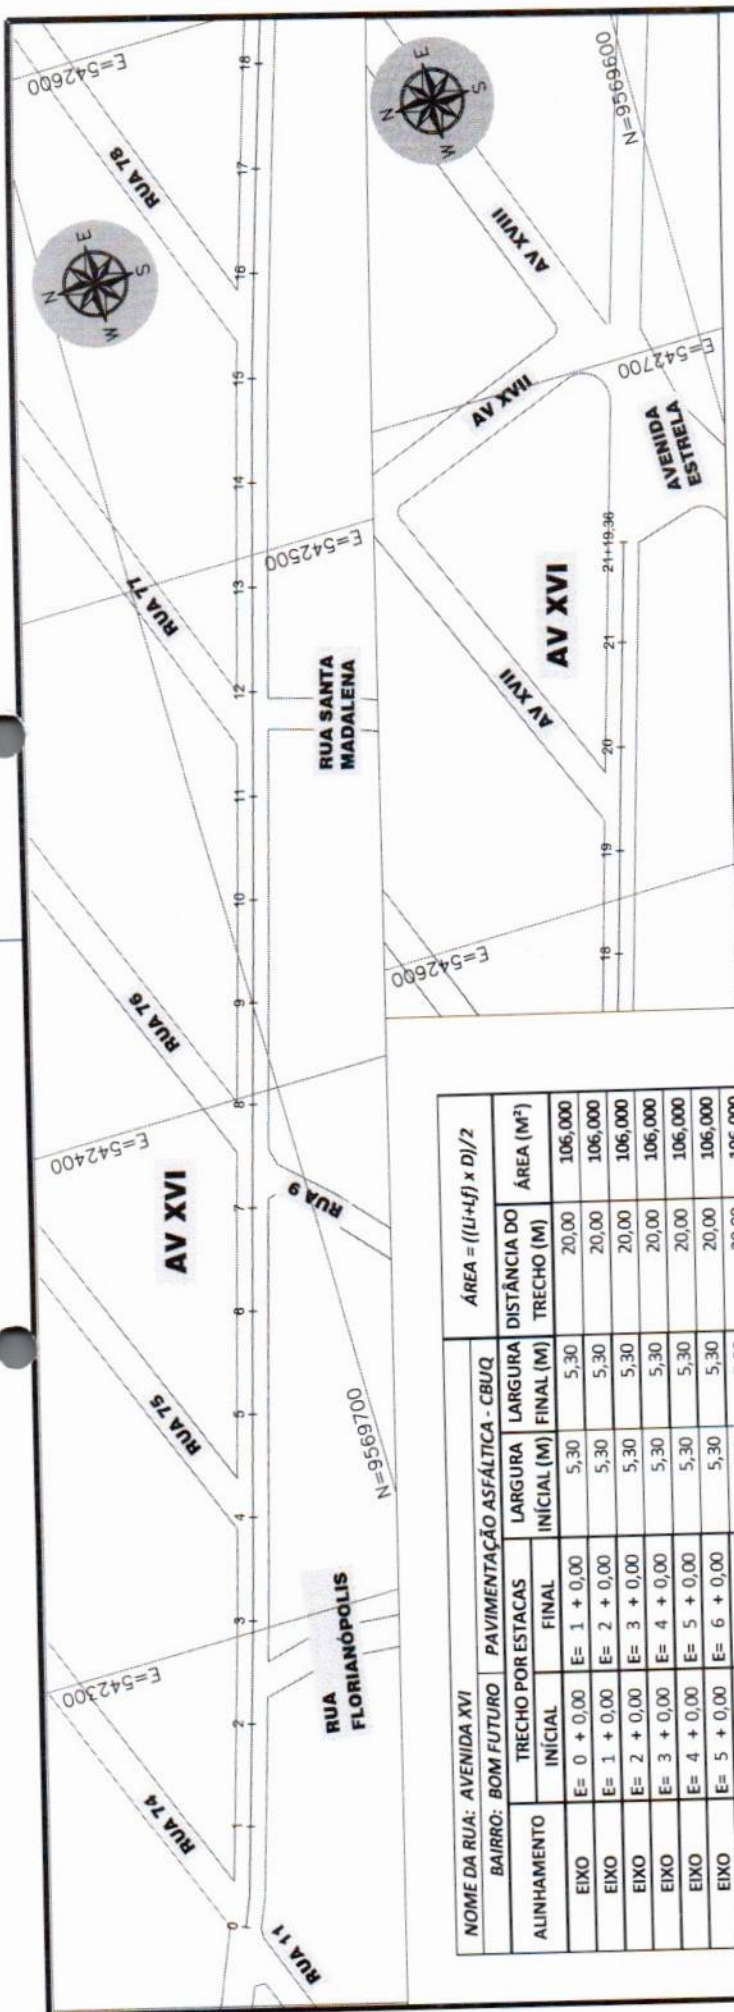 RUA 74
RUA 75
RUA 76
RUA 77
RUA 78
AV XVI
E=542300
E=542400
E=542500
E=542600
N
E
S
W
0 1 2 3 4 5 6 7 8 9 10 11 12 13 14 15 16 17 18
RUA 11
RUA
FLORIANÓPOLIS
N=9569700
RUA 9
RUA SANTA
MADALENA
E=542600
AV XVII
AV XVI
AV XVII
AV XVIII
N
E
S
W
18 19 20 21 21+19,36
AVENIDA
ESTRELA
E=542700
N=9569600
NOME DA RUA: AVENIDA XVI
ÁREA = ((Li+Lf) x D)/2
BAIRRO: BOM FUTURO PAVIMENTAÇÃO ASFÁLTICA - CBUQ
ALINHAMENTO TRECHO POR ESTACAS LARGURA INÍCIAL (M) LARGURA FINAL (M) DISTÂNCIA DO TRECHO (M) ÁREA (M²)
INÍCIAL FINAL
EIXO E= 0 + 0,00 E= 1 + 0,00 5,30 5,30 20,00 106,000
EIXO E= 1 + 0,00 E= 2 + 0,00 5,30 5,30 20,00 106,000
EIXO E= 2 + 0,00 E= 3 + 0,00 5,30 5,30 20,00 106,000
EIXO E= 3 + 0,00 E= 4 + 0,00 5,30 5,30 20,00 106,000
EIXO E= 4 + 0,00 E= 5 + 0,00 5,30 5,30 20,00 106,000
EIXO E= 5 + 0,00 E= 6 + 0,00 5,30 5,30 20,00 106,000